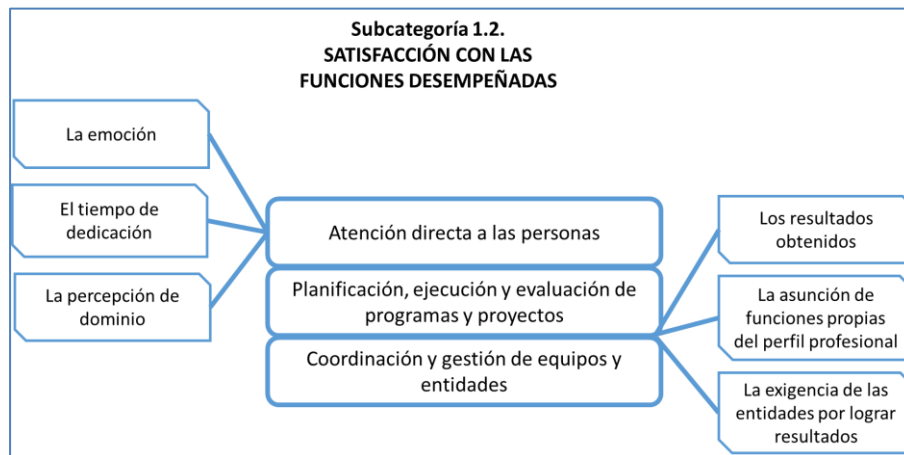 Subcategoría 1.2.
SATISFACCIÓN CON LAS
FUNCIONES DESEMPEÑADAS
La emoción
El tiempo de
dedicación
La percepción de
dominio
Atención directa a las personas
Planificación, ejecución y evaluación de
programas y proyectos
Coordinación y gestión de equipos y
entidades
Los resultados
obtenidos
La asunción de
funciones propias
del perfil profesional
La exigencia de las
entidades por lograr
resultados